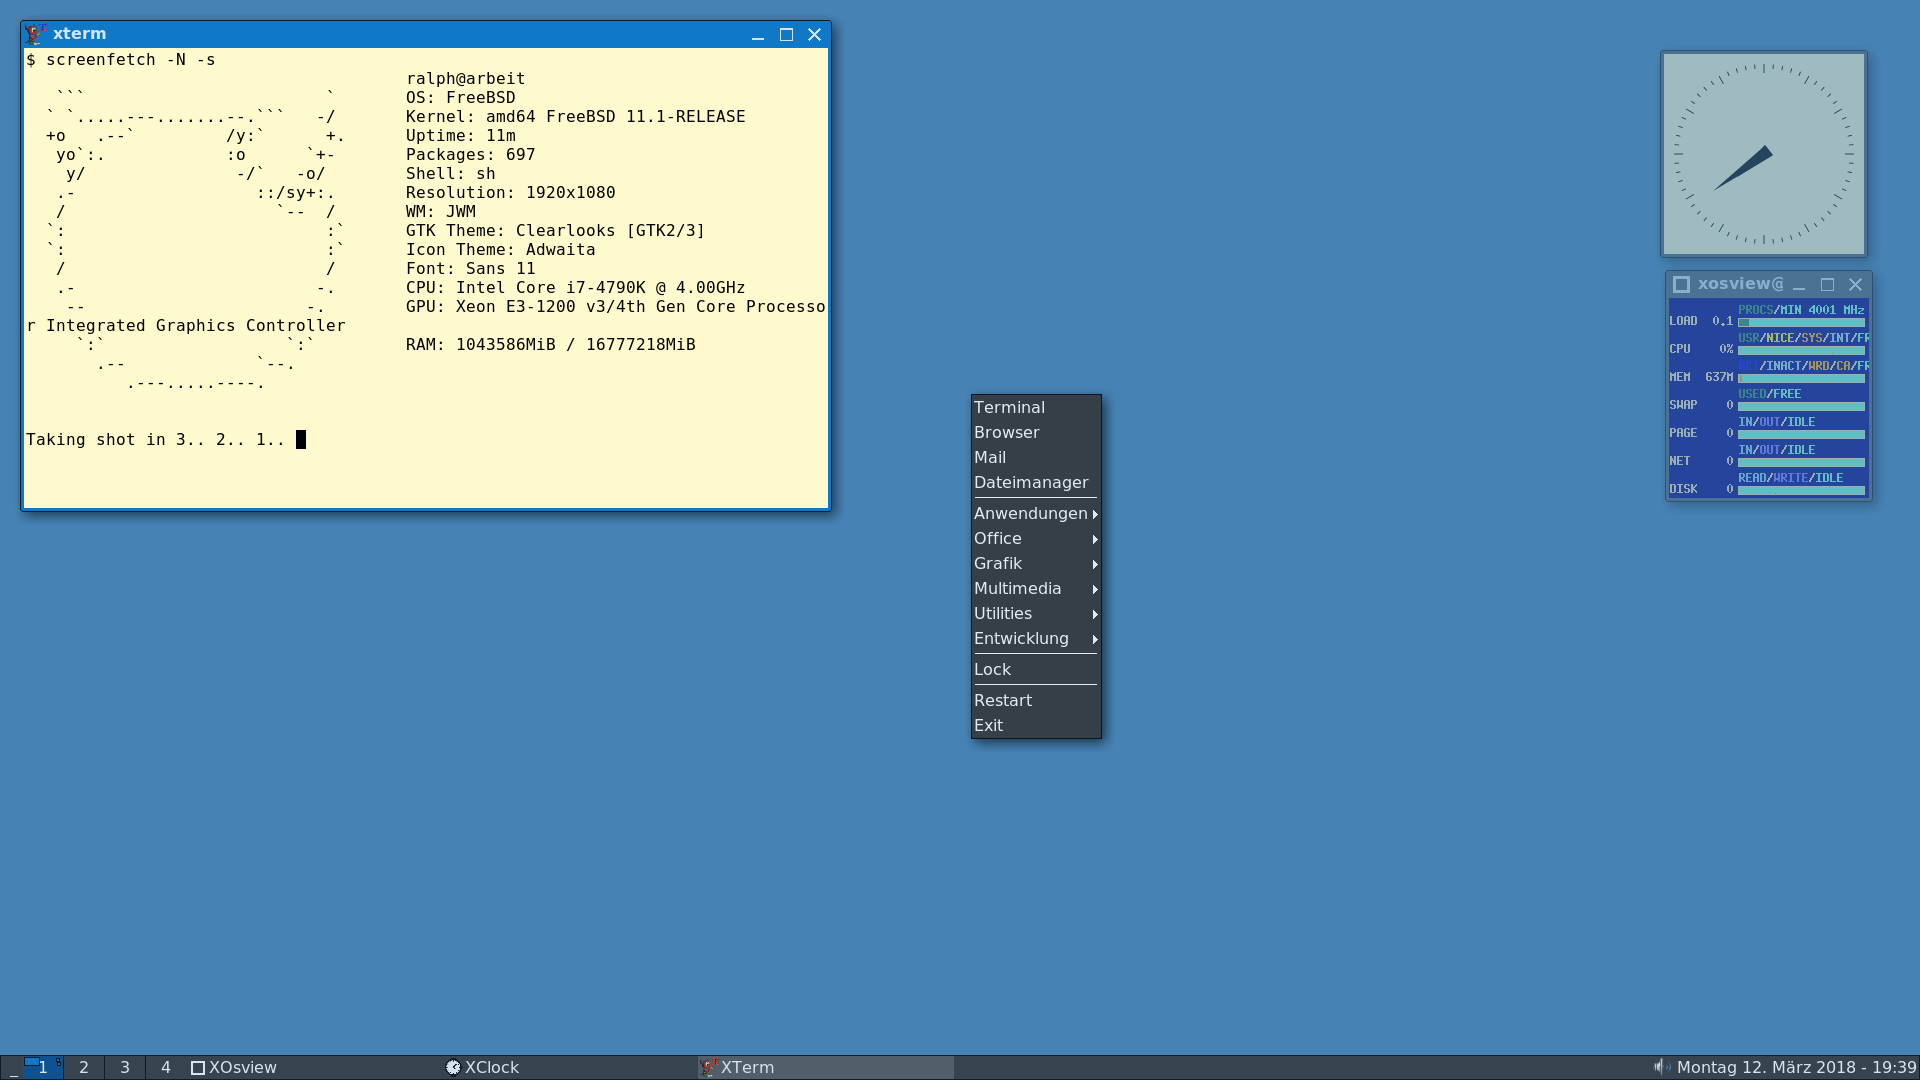 xterm
$ screenfetch -N -s
ralph@arbeit
OS: FreeBSD
Kernel: amd64 FreeBSD 11.1-RELEASE
Uptime: 11m
Packages: 697
Shell: sh
Resolution: 1920x1080
WM: JWM
GTK Theme: Clearlooks [GTK2/3]
Icon Theme: Adwaita
Font: Sans 11
CPU: Intel Core i7-4790K @ 4.00GHz
GPU: Xeon E3-1200 v3/4th Gen Core Processo
r Integrated Graphics Controller
RAM: 1043586MiB / 16777218MiB
Taking shot in 3.. 2.. 1..
xosview@
PROCS/MIN 4001 MHz
LOAD 0.1
USR/NICE/SYS/INT/FR
CPU 0%
/INACT/WRD/CA/FR
MEM 637M
USED/FREE
SWAP 0
IN/OUT/IDLE
PAGE 0
IN/OUT/IDLE
NET 0
READ/WRITE/IDLE
DISK 0
Terminal
Browser
Mail
Dateimanager
Anwendungen
Office
Grafik
Multimedia
Utilities
Entwicklung
Lock
Restart
Exit
_ 1 2 3 4 XOsview XClock XTerm Montag 12. März 2018 - 19:39